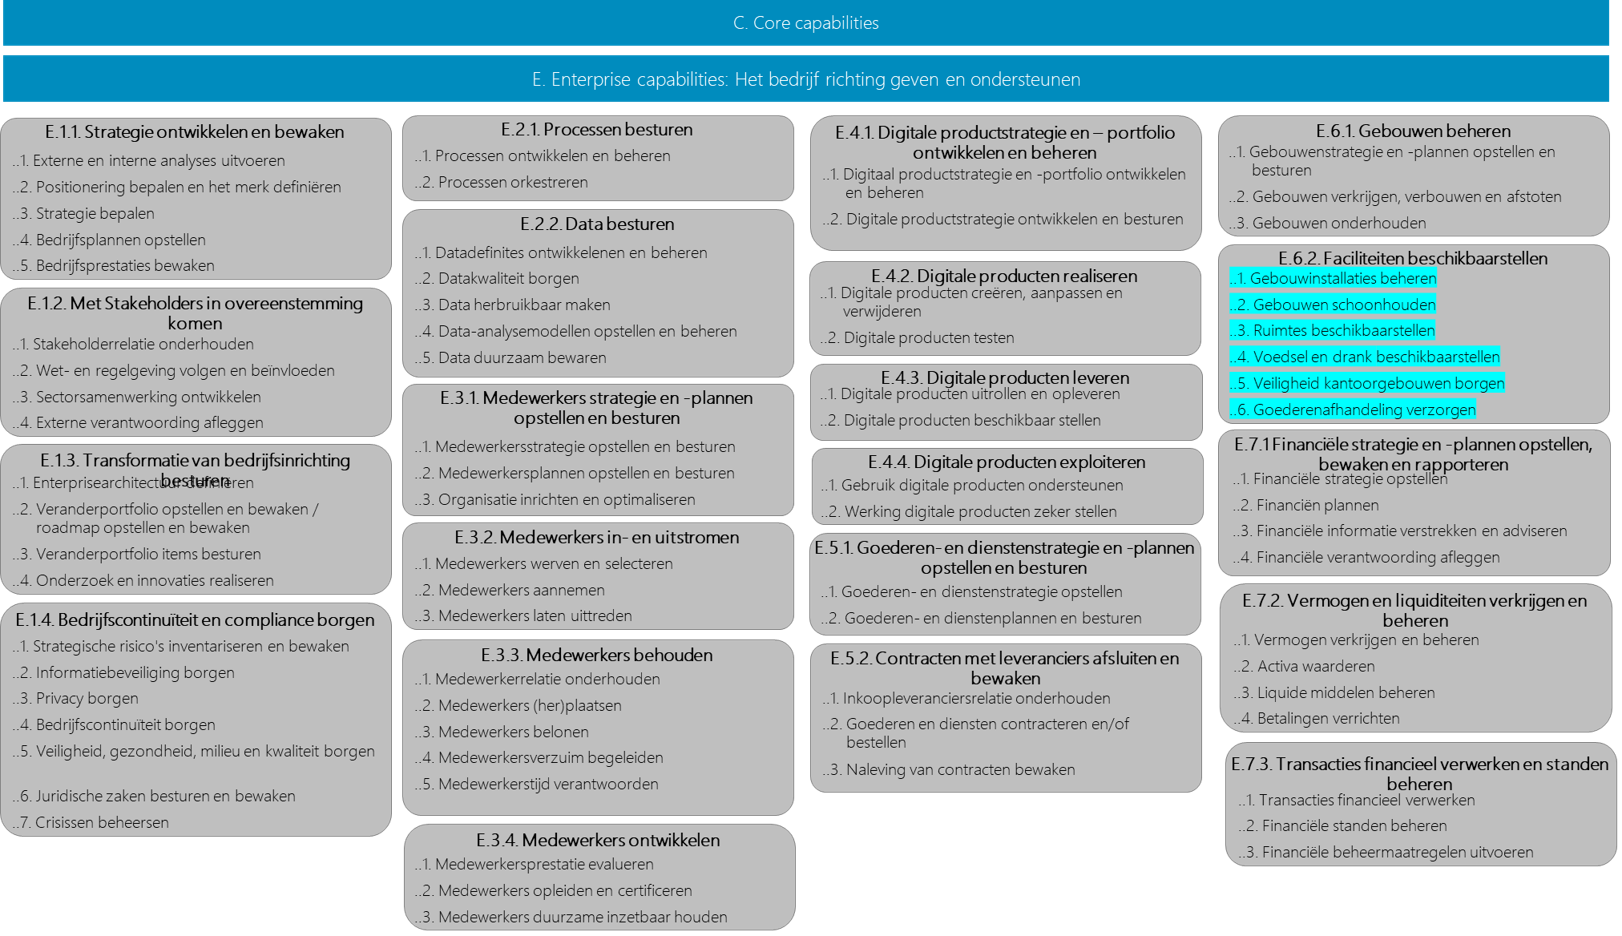 C. Core capabilities
E. Enterprise capabilities: Het bedrijf richting geven en ondersteunen
E.1.1. Strategie ontwikkelen en bewaken
..1. Externe en interne analyses uitvoeren
..2. Positionering bepalen en het merk definiëren
..3. Strategie bepalen
..4. Bedrijfsplannen opstellen
..5. Bedrijfsprestaties bewaken
E.1.2. Met Stakeholders in overeenstemming
komen
..1. Stakeholderrelatie onderhouden
..2. Wet- en regelgeving volgen en beïnvloeden
..3. Sectorsamenwerking ontwikkelen
..4. Externe verantwoording afleggen
E.1.3. Transformatie van bedrijfsinrichting
besturen
..1. Enterprisearchitectuur definieren
..2. Veranderportfolio opstellen en bewaken /
roadmap opstellen en bewaken
..3. Veranderportfolio items besturen
..4. Onderzoek en innovaties realiseren
E.1.4. Bedrijfscontinuïteit en compliance borgen
..1. Strategische risico's inventariseren en bewaken
..2. Informatiebeveiliging borgen
..3. Privacy borgen
..4. Bedrijfscontinuïteit borgen
..5. Veiligheid, gezondheid, milieu en kwaliteit borgen
..6. Juridische zaken besturen en bewaken
..7. Crisissen beheersen
E.2.1. Processen besturen
..1. Processen ontwikkelen en beheren
..2. Processen orkestreren
E.2.2. Data besturen
..1. Datadefinites ontwikkelenen en beheren
..2. Datakwaliteit borgen
..3. Data herbruikbaar maken
..4. Data-analysemodellen opstellen en beheren
..5. Data duurzaam bewaren
E.3.1. Medewerkers strategie en -plannen
opstellen en besturen
..1. Medewerkersstrategie opstellen en besturen
..2. Medewerkersplannen opstellen en besturen
..3. Organisatie inrichten en optimaliseren
E.3.2. Medewerkers in- en uitstromen
..1. Medewerkers werven en selecteren
..2. Medewerkers aannemen
..3. Medewerkers laten uittreden
E.3.3. Medewerkers behouden
..1. Medewerkerrelatie onderhouden
..2. Medewerkers (her)plaatsen
..3. Medewerkers belonen
..4. Medewerkersverzuim begeleiden
..5. Medewerkerstijd verantwoorden
E.3.4. Medewerkers ontwikkelen
..1. Medewerkersprestatie evalueren
..2. Medewerkers opleiden en certificeren
..3. Medewerkers duurzame inzetbaar houden
E.4.1. Digitale productstrategie en – portfolio
ontwikkelen en beheren
..1. Digitaal productstrategie en -portfolio ontwikkelen
en beheren
..2. Digitale productstrategie ontwikkelen en besturen
E.4.2. Digitale producten realiseren
..1. Digitale producten creëren, aanpassen en
verwijderen
..2. Digitale producten testen
E.4.3. Digitale producten leveren
..1. Digitale producten uitrollen en opleveren
..2. Digitale producten beschikbaar stellen
E.4.4. Digitale producten exploiteren
..1. Gebruik digitale producten ondersteunen
..2. Werking digitale producten zeker stellen
E.5.1. Goederen- en dienstenstrategie en -plannen
opstellen en besturen
..1. Goederen- en dienstenstrategie opstellen
..2. Goederen- en dienstenplannen en besturen
E.5.2. Contracten met leveranciers afsluiten en
bewaken
..1. Inkoopleveranciersrelatie onderhouden
..2. Goederen en diensten contracteren en/of
bestellen
..3. Naleving van contracten bewaken
E.6.1. Gebouwen beheren
..1. Gebouwenstrategie en -plannen opstellen en
besturen
..2. Gebouwen verkrijgen, verbouwen en afstoten
..3. Gebouwen onderhouden
E.6.2. Faciliteiten beschikbaarstellen
..1. Gebouwinstallaties beheren
..2. Gebouwen schoonhouden
..3. Ruimtes beschikbaarstellen
..4. Voedsel en drank beschikbaarstellen
..5. Veiligheid kantoorgebouwen borgen
..6. Goederenafhandeling verzorgen
E.7.1 Financiële strategie en -plannen opstellen,
bewaken en rapporteren
..1. Financiële strategie opstellen
..2. Financiën plannen
..3. Financiële informatie verstrekken en adviseren
..4. Financiële verantwoording afleggen
E.7.2. Vermogen en liquiditeiten verkrijgen en
beheren
..1. Vermogen verkrijgen en beheren
..2. Activa waarderen
..3. Liquide middelen beheren
..4. Betalingen verrichten
E.7.3. Transacties financieel verwerken en standen
beheren
..1. Transacties financieel verwerken
..2. Financiële standen beheren
..3. Financiële beheermaatregelen uitvoeren